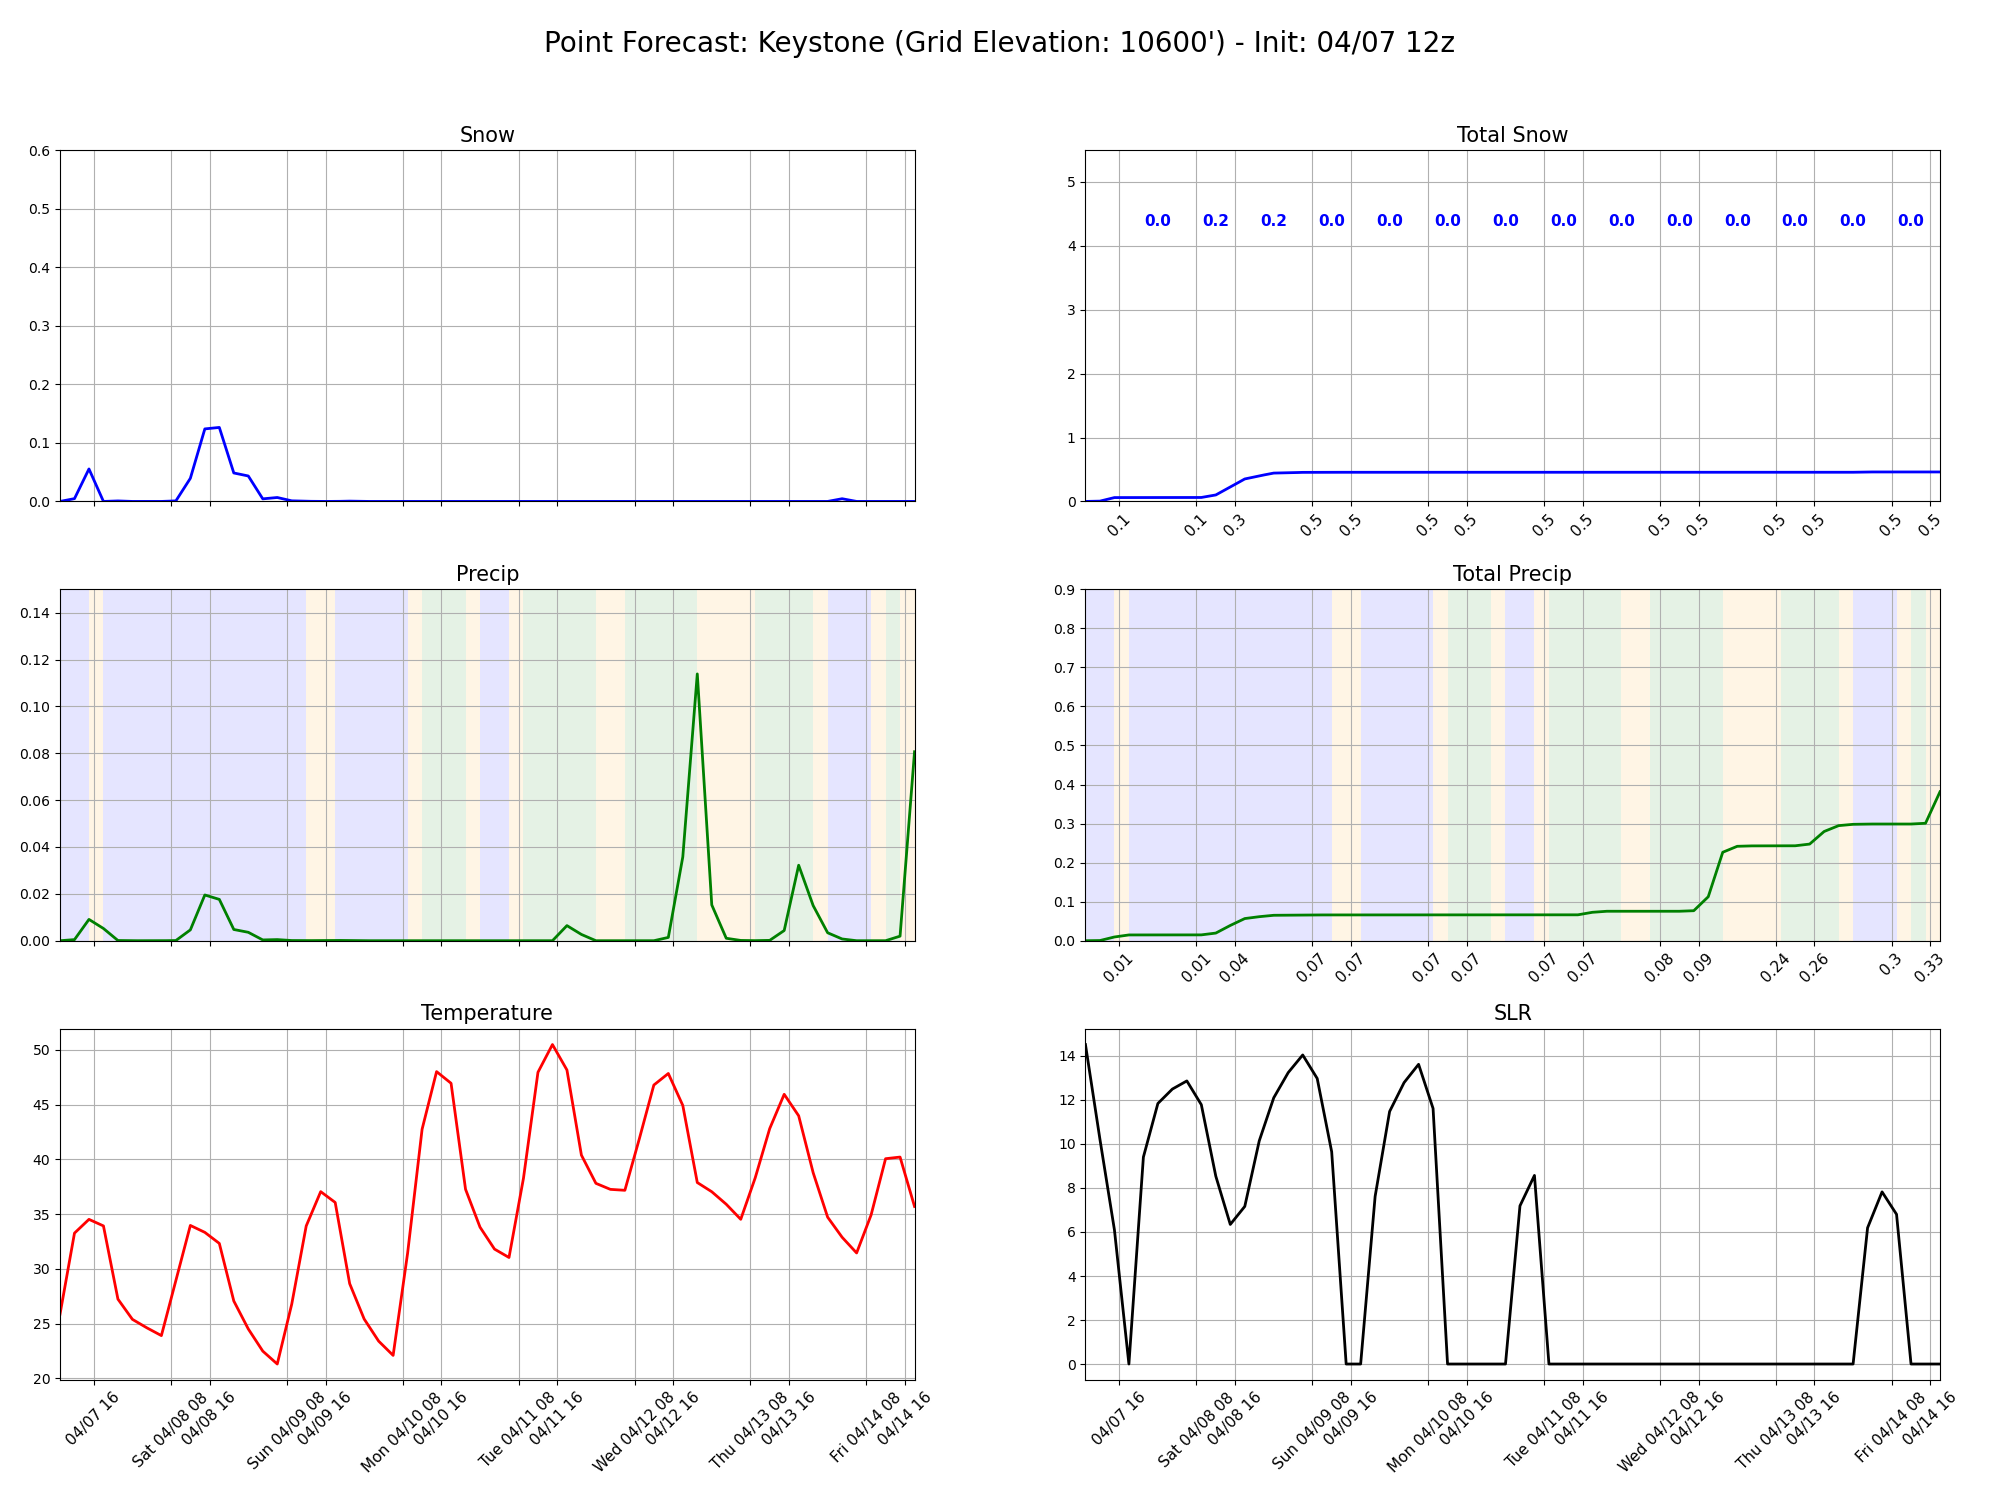 Point Forecast: Keystone (Grid Elevation: 10600') - Init: 04/07 12z
Snow
0.6
0.5
0.4
0.3
0.2
0.1
0.0
Total Snow
5
4
3
2
1
0
0.0 0.2 0.2 0.0 0.0 0.0 0.0 0.0 0.0 0.0 0.0 0.0 0.0 0.0
0.1 0.1 0.3 0.5 0.5 0.5 0.5 0.5 0.5 0.5 0.5 0.5 0.5 0.5 0.5
Precip
0.14
0.12
0.10
0.08
0.06
0.04
0.02
0.00
Total Precip
0.9
0.8
0.7
0.6
0.5
0.4
0.3
0.2
0.1
0.0
0.01 0.01 0.04 0.07 0.07 0.07 0.07 0.07 0.07 0.08 0.09 0.24 0.26 0.3 0.33
Temperature
50
45
40
35
30
25
20
04/07 16
Sat 04/08 08
04/08 16
Sun 04/09 08
04/09 16
Mon 04/10 08
04/10 16
Tue 04/11 08
04/11 16
Wed 04/12 08
04/12 16
Thu 04/13 08
04/13 16
Fri 04/14 08
04/14 16
SLR
14
12
10
8
6
4
2
0
04/07 16
Sat 04/08 08
04/08 16
Sun 04/09 08
04/09 16
Mon 04/10 08
04/10 16
Tue 04/11 08
04/11 16
Wed 04/12 08
04/12 16
Thu 04/13 08
04/13 16
Fri 04/14 08
04/14 16